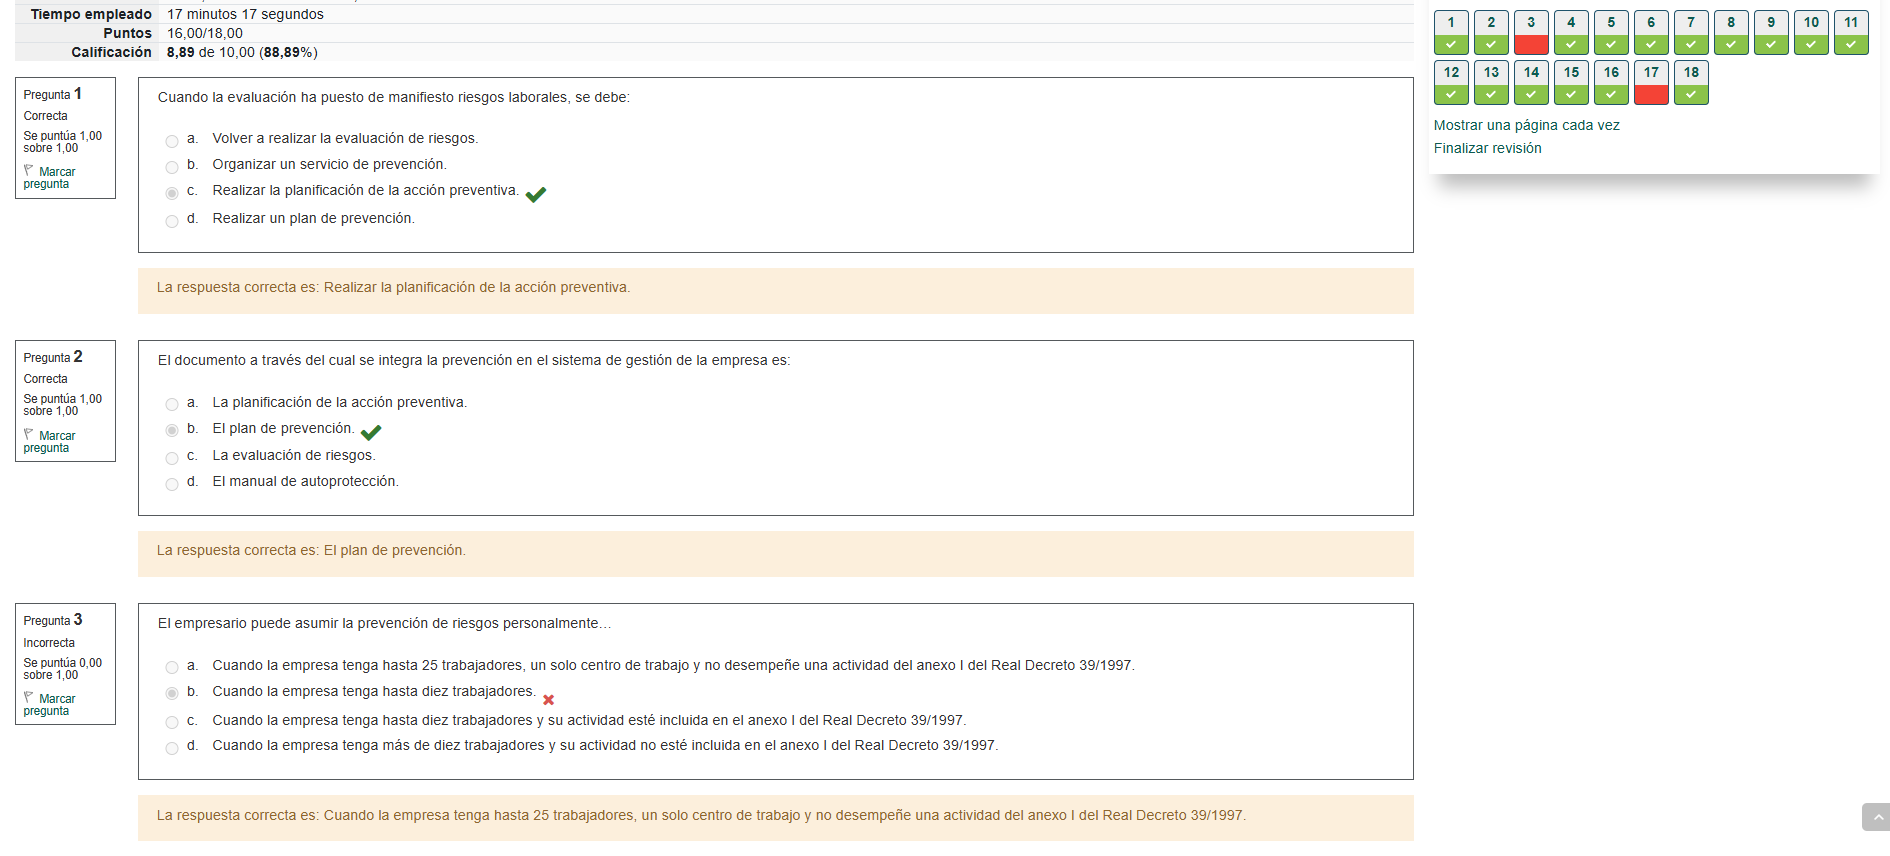 Tiempo empleado 17 minutos 17 segundos
Puntos 16,00/18,00
Calificación 8,89 de 10,00 (88,89%)
Pregunta 1
Correcta
Se puntúa 1,00
sobre 1,00
Marcar
pregunta
Cuando la evaluación ha puesto de manifiesto riesgos laborales, se debe:
a. Volver a realizar la evaluación de riesgos.
b. Organizar un servicio de prevención.
c. Realizar la planificación de la acción preventiva.
d. Realizar un plan de prevención.
La respuesta correcta es: Realizar la planificación de la acción preventiva.
Pregunta 2
Correcta
Se puntúa 1,00
sobre 1,00
Marcar
pregunta
El documento a través del cual se integra la prevención en el sistema de gestión de la empresa es:
a. La planificación de la acción preventiva.
b. El plan de prevención.
c. La evaluación de riesgos.
d. El manual de autoprotección.
La respuesta correcta es: El plan de prevención.
Pregunta 3
Incorrecta
Se puntúa 0,00
sobre 1,00
Marcar
pregunta
El empresario puede asumir la prevención de riesgos personalmente…
a. Cuando la empresa tenga hasta 25 trabajadores, un solo centro de trabajo y no desempeñe una actividad del anexo I del Real Decreto 39/1997.
b. Cuando la empresa tenga hasta diez trabajadores.
c. Cuando la empresa tenga hasta diez trabajadores y su actividad esté incluida en el anexo I del Real Decreto 39/1997.
d. Cuando la empresa tenga más de diez trabajadores y su actividad no esté incluida en el anexo I del Real Decreto 39/1997.
La respuesta correcta es: Cuando la empresa tenga hasta 25 trabajadores, un solo centro de trabajo y no desempeñe una actividad del anexo I del Real Decreto 39/1997.
1 2 3 4 5 6 7 8 9 10 11
12 13 14 15 16 17 18
Mostrar una página cada vez
Finalizar revisión